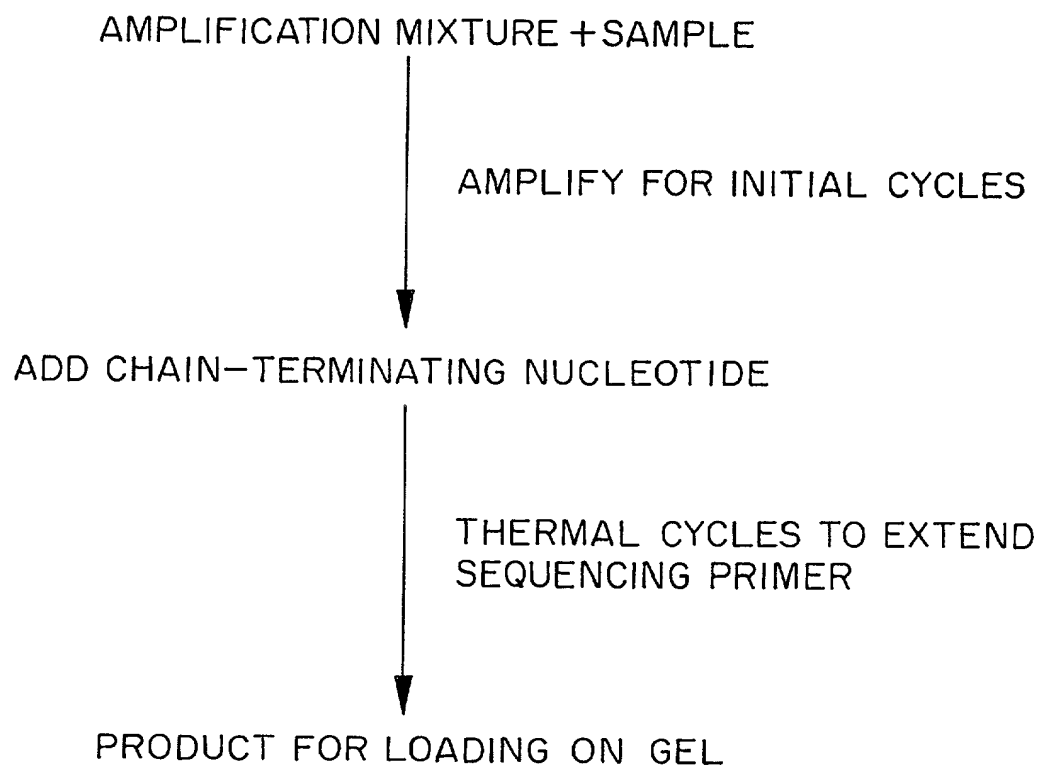 AMPLIFICATION MIXTURE + SAMPLE
AMPLIFY FOR INITIAL CYCLES
ADD CHAIN-TERMINATING NUCLEOTIDE
THERMAL CYCLES TO EXTEND
SEQUENCING PRIMER
PRODUCT FOR LOADING ON GEL